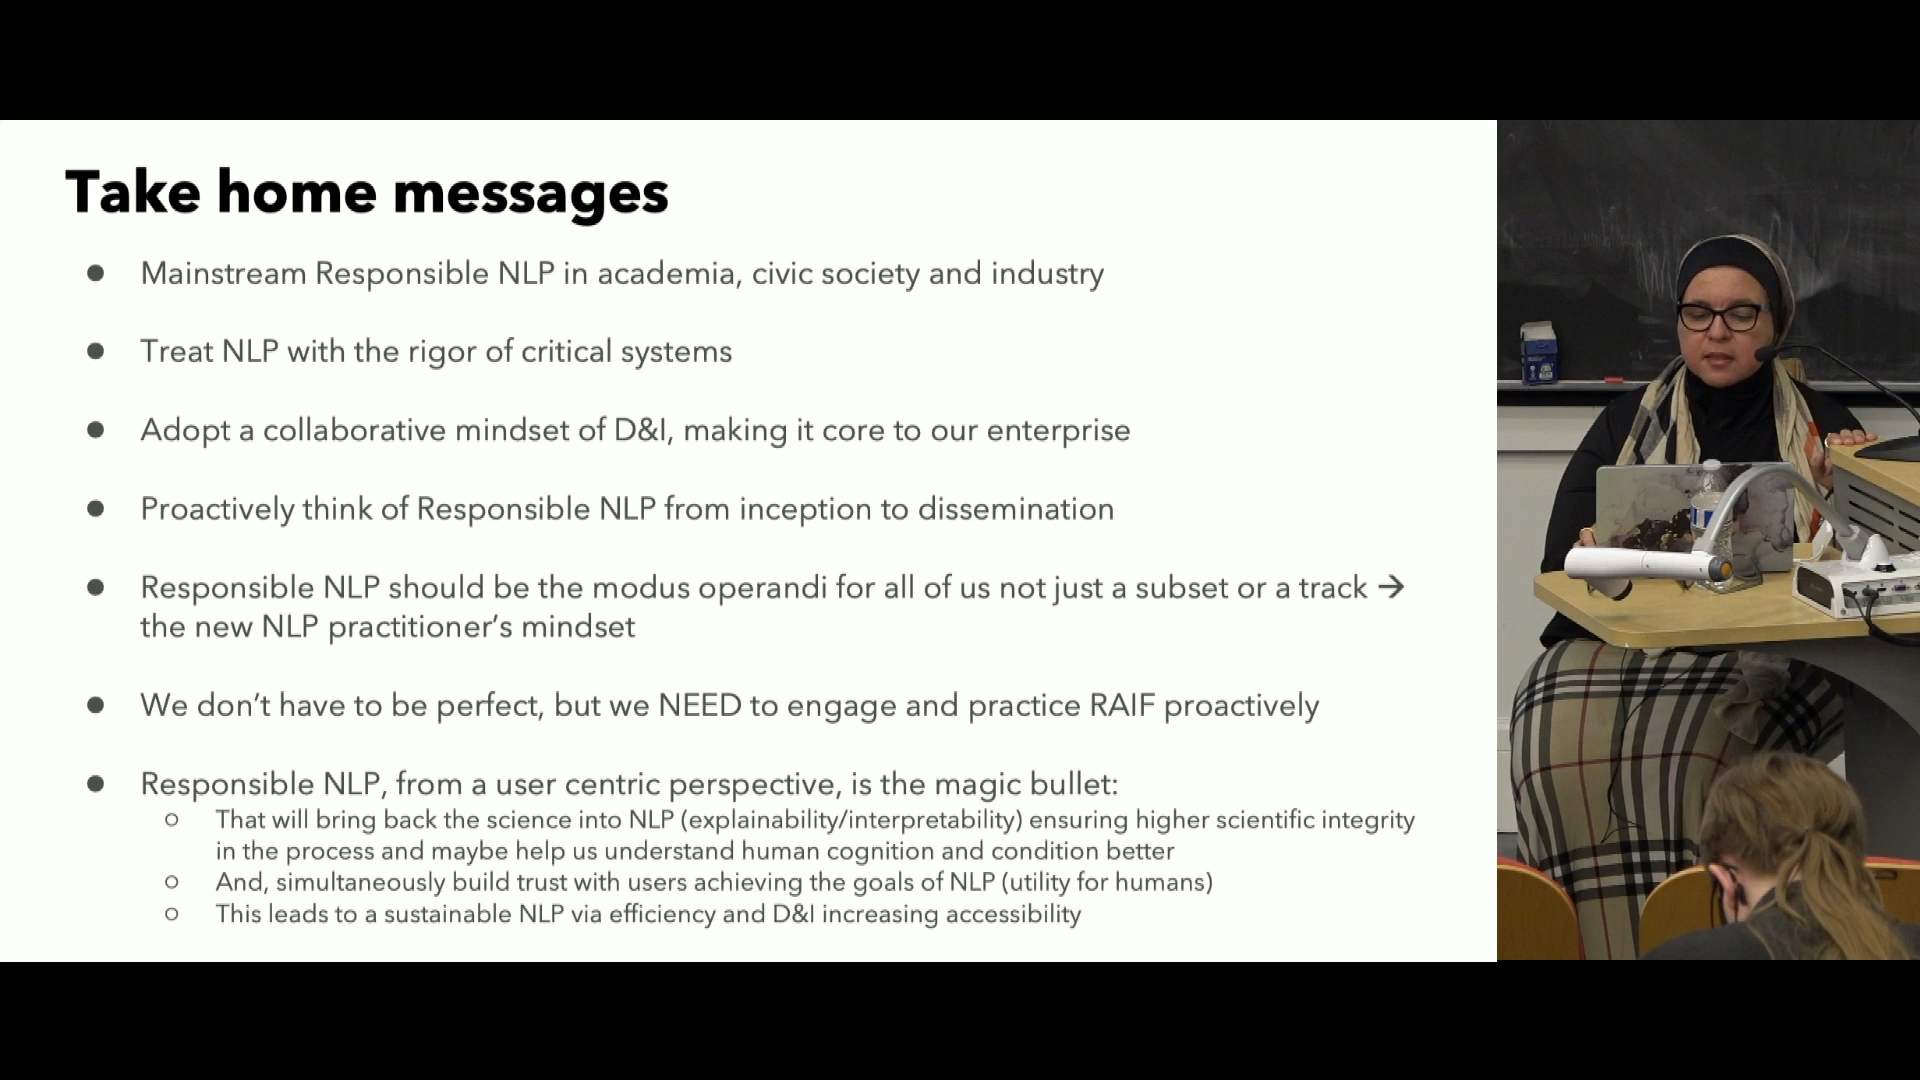 Take home messages
● Mainstream Responsible NLP in academia, civic society and industry
● Treat NLP with the rigor of critical systems
● Adopt a collaborative mindset of D&I, making it core to our enterprise
● Proactively think of Responsible NLP from inception to dissemination
● Responsible NLP should be the modus operandi for all of us not just a subset or a track →
the new NLP practitioner’s mindset
● We don’t have to be perfect, but we NEED to engage and practice RAIF proactively
● Responsible NLP, from a user centric perspective, is the magic bullet:
○ That will bring back the science into NLP (explainability/interpretability) ensuring higher scientific integrity
in the process and maybe help us understand human cognition and condition better
○ And, simultaneously build trust with users achieving the goals of NLP (utility for humans)
○ This leads to a sustainable NLP via efficiency and D&I increasing accessibility